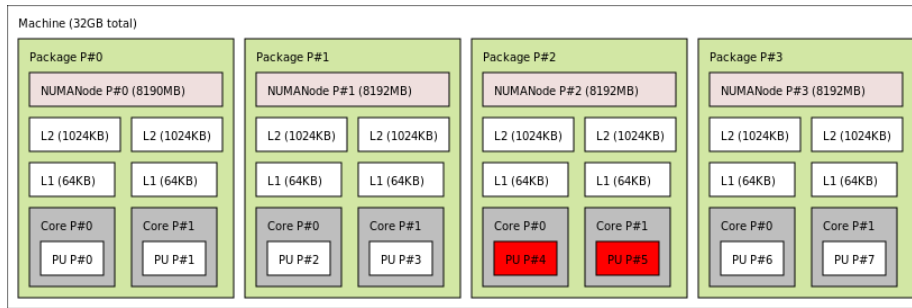 Machine (32GB total)
Package P#0
NUMANode P#0 (8190MB)
L2 (1024KB) L2 (1024KB)
L1 (64KB) L1 (64KB)
Core P#0 Core P#1
PU P#0 PU P#1
Package P#1
NUMANode P#1 (8192MB)
L2 (1024KB) L2 (1024KB)
L1 (64KB) L1 (64KB)
Core P#0 Core P#1
PU P#2 PU P#3
Package P#2
NUMANode P#2 (8192MB)
L2 (1024KB) L2 (1024KB)
L1 (64KB) L1 (64KB)
Core P#0 Core P#1
PU P#4 PU P#5
Package P#3
NUMANode P#3 (8192MB)
L2 (1024KB) L2 (1024KB)
L1 (64KB) L1 (64KB)
Core P#0 Core P#1
PU P#6 PU P#7